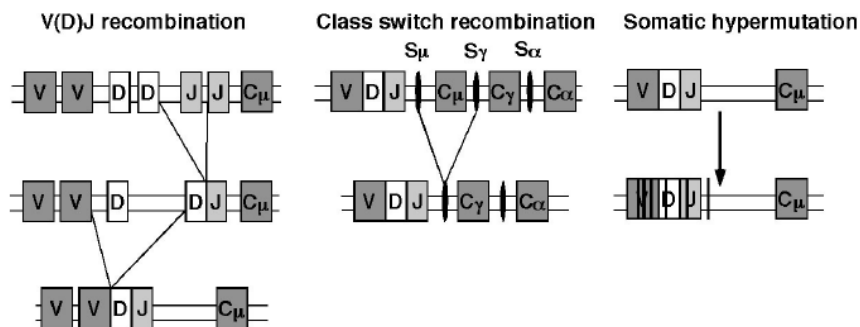 V(D)J recombination
V V D D J J Cμ
V V D D J Cμ
V V D J Cμ
Class switch recombination
Sμ Sγ Sα
V D J Cμ Cγ Cα
V D J Cγ Cα
Somatic hypermutation
V D J Cμ
V D J Cμ